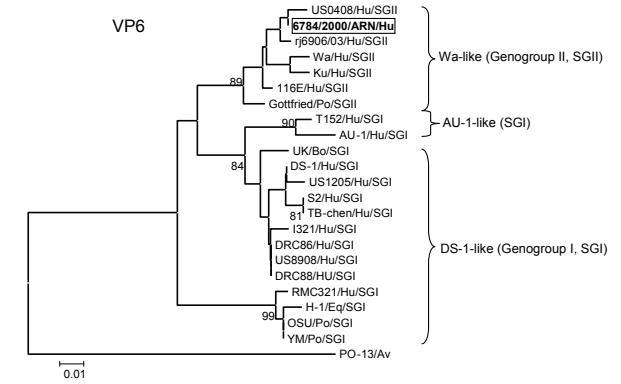 VP6
US0408/Hu/SGII
6784/2000/ARN/Hu
rj6906/03/Hu/SGII
Wa/Hu/SGII
Ku/Hu/SGII
Wa-like (Genogroup II, SGII)
89
116E/Hu/SGII
Gottfried/Po/SGII
90
T152/Hu/SGI
AU-1-like (SGI)
AU-1/Hu/SGI
UK/Bo/SGI
84
DS-1/Hu/SGI
US1205/Hu/SGI
S2/Hu/SGI
81
TB-chen/Hu/SGI
I321/Hu/SGI
DRC86/Hu/SGI
DS-1-like (Genogroup I, SGI)
US8908/Hu/SGI
DRC88/HU/SGI
RMC321/Hu/SGI
H-1/Eq/SGI
99
OSU/Po/SGI
YM/Po/SGI
PO-13/Av
0.01